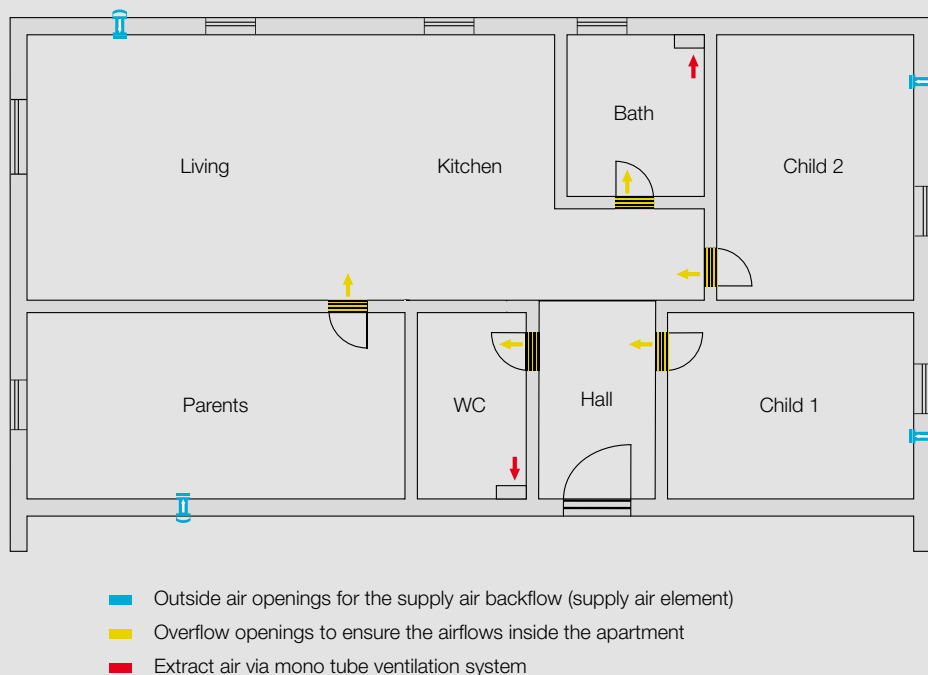 Bath
Living
Kitchen
Child 2
Parents
WC
Hall
Child 1
Outside air openings for the supply air backflow (supply air element)
Overflow openings to ensure the airflows inside the apartment
Extract air via mono tube ventilation system